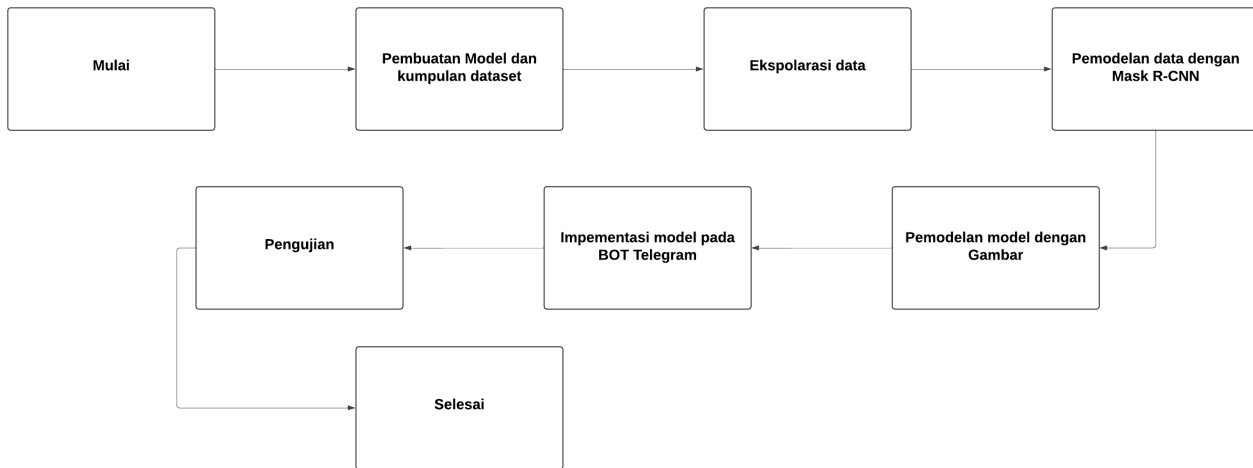 Mulai
Pembuatan Model dan
kumpulan dataset
Ekspolarasi data
Pemodelan data dengan
Mask R-CNN
Pemodelan model dengan
Gambar
Impementasi model pada
BOT Telegram
Pengujian
Selesai